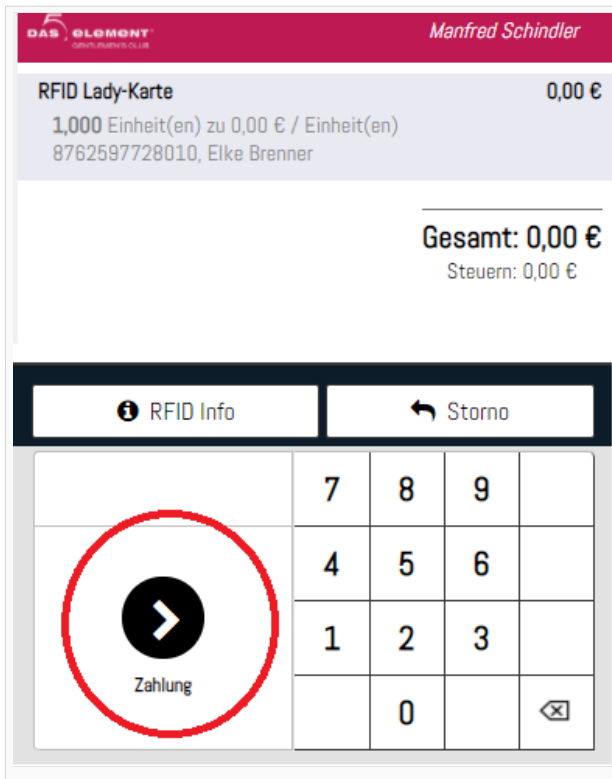 5
DAS ELEMENT
GENTLEMEN'S CLUB
Manfred Schindler
RFID Lady-Karte 0,00 €
1,000 Einheit(en) zu 0,00 € / Einheit(en)
8762597728010, Elke Brenner
Gesamt: 0,00 €
Steuern: 0,00 €
RFID Info Storno
7 8 9
4 5 6
1 2 3
Zahlung
0